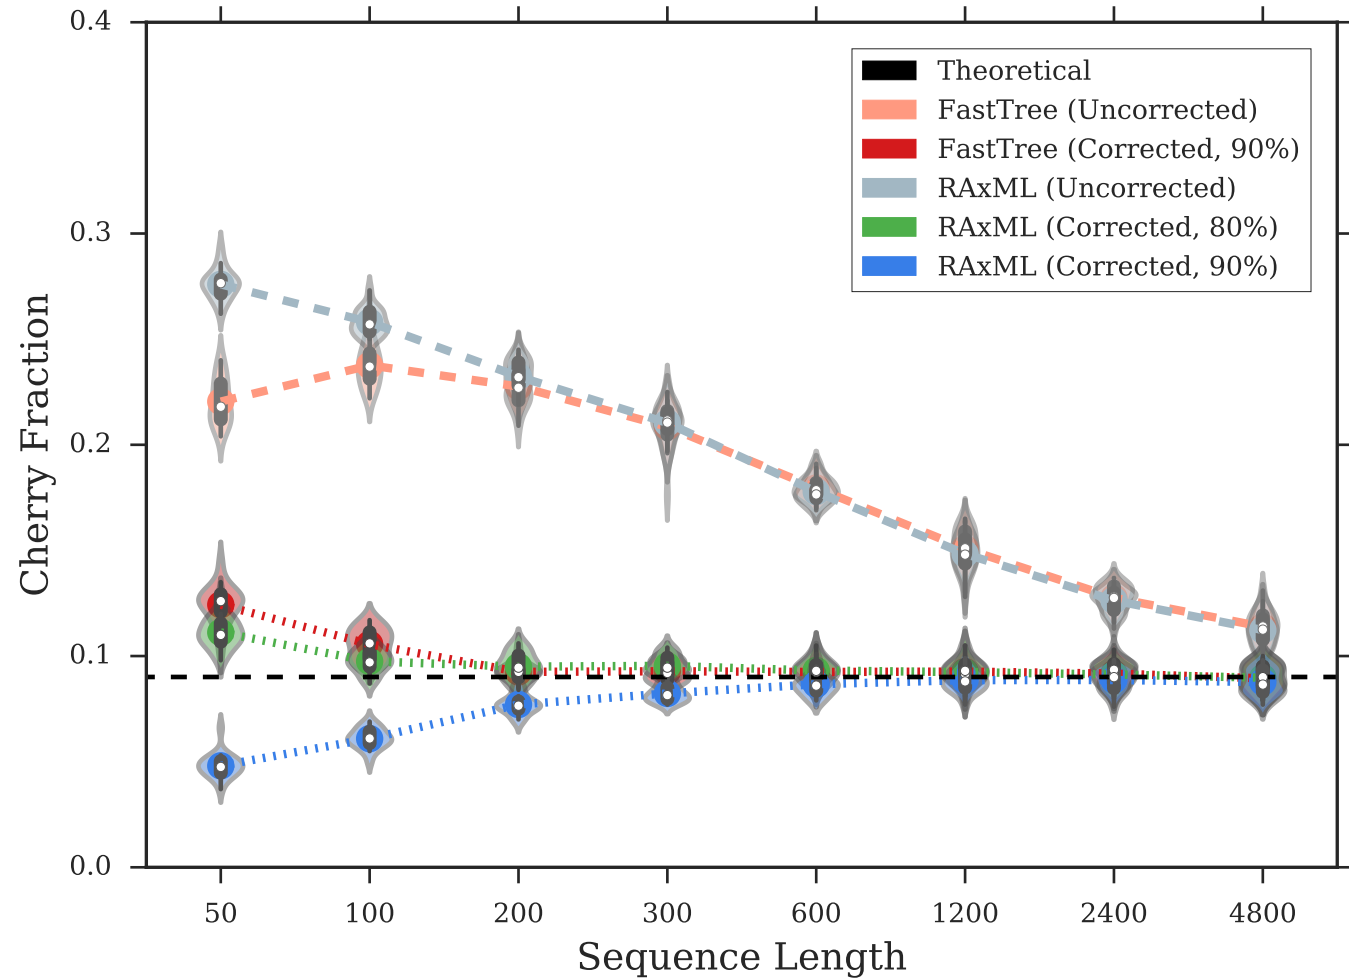 0.4
0.3
0.2
0.1
0.0
Cherry Fraction
Theoretical
FastTree (Uncorrected)
FastTree (Corrected, 90%)
RAxML (Uncorrected)
RAxML (Corrected, 80%)
RAxML (Corrected, 90%)
50 100 200 300 600 1200 2400 4800
Sequence Length